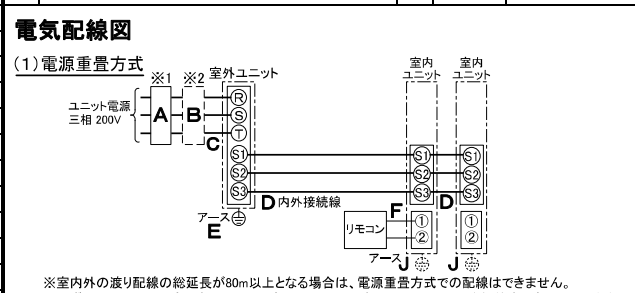 電気配線図
(1)電源重畳方式
※1 ※2 室外ユニット
室内
ユニット
室内
ユニット
ユニット電源
三相 200V
A B C
R
S
T
S1
S2
S3
S1
S2
S3
S1
S2
S3
D 内外接続線
D
アース
E
リモコン
F
①
②
①
②
アース J
J
※室内外の渡り配線の総延長が80m以上となる場合は、電源重畳方式での配線はできません。